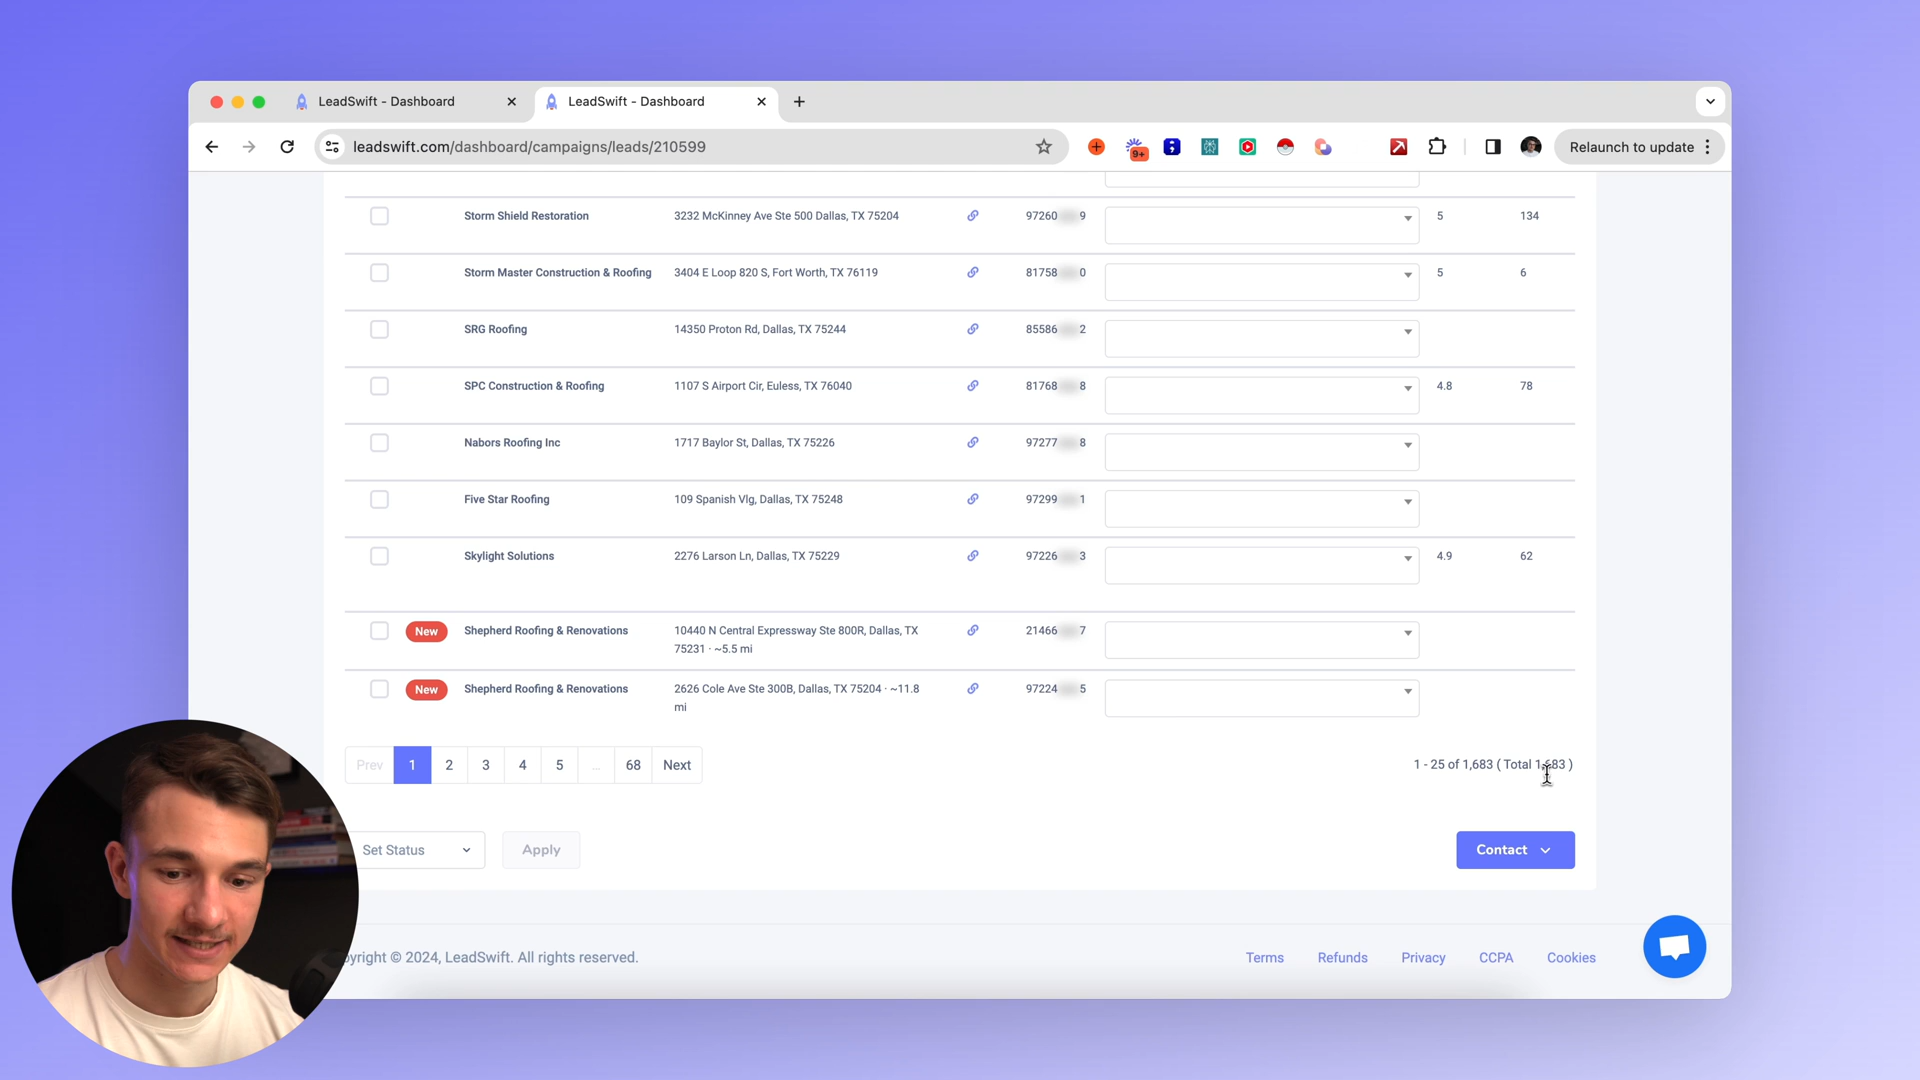 LeadSwift - Dashboard
LeadSwift - Dashboard
leadswift.com/dashboard/campaigns/leads/210599
9+
Relaunch to update
Storm Shield Restoration 3232 McKinney Ave Ste 500 Dallas, TX 75204 97260 9 5 134
Storm Master Construction & Roofing 3404 E Loop 820 S, Fort Worth, TX 76119 81758 0 5 6
SRG Roofing 14350 Proton Rd, Dallas, TX 75244 85586 2
SPC Construction & Roofing 1107 S Airport Cir, Euless, TX 76040 81768 8 4.8 78
Nabors Roofing Inc 1717 Baylor St, Dallas, TX 75226 97277 8
Five Star Roofing 109 Spanish Vlg, Dallas, TX 75248 97299 1
Skylight Solutions 2276 Larson Ln, Dallas, TX 75229 97226 3 4.9 62
New Shepherd Roofing & Renovations 10440 N Central Expressway Ste 800R, Dallas, TX 21466 7
75231 · ~5.5 mi
New Shepherd Roofing & Renovations 2626 Cole Ave Ste 300B, Dallas, TX 75204 · ~11.8 97224 5
mi
Prev 1 2 3 4 5 ... 68 Next 1 - 25 of 1,683 ( Total 1,683 )
Set Status Apply Contact
yright © 2024, LeadSwift. All rights reserved. Terms Refunds Privacy CCPA Cookies